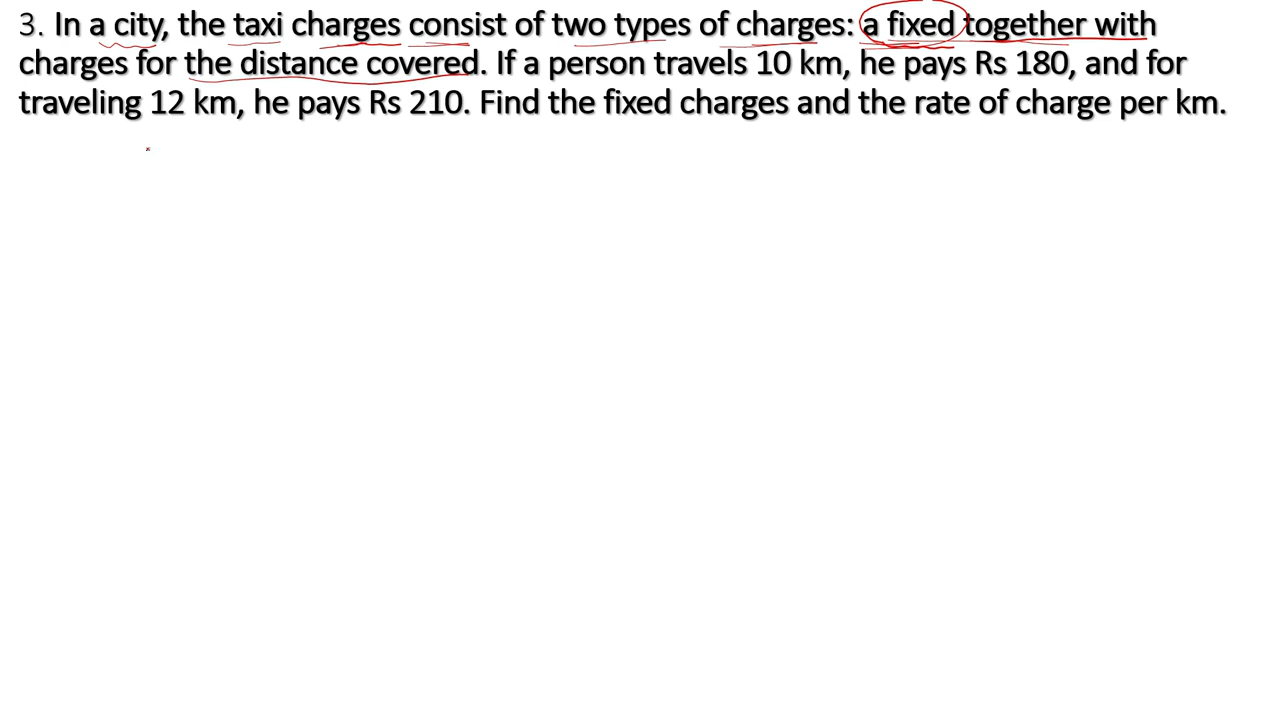 3. In a city, the taxi charges consist of two types of charges: a fixed together with
charges for the distance covered. If a person travels 10 km, he pays Rs 180, and for
traveling 12 km, he pays Rs 210. Find the fixed charges and the rate of charge per km.